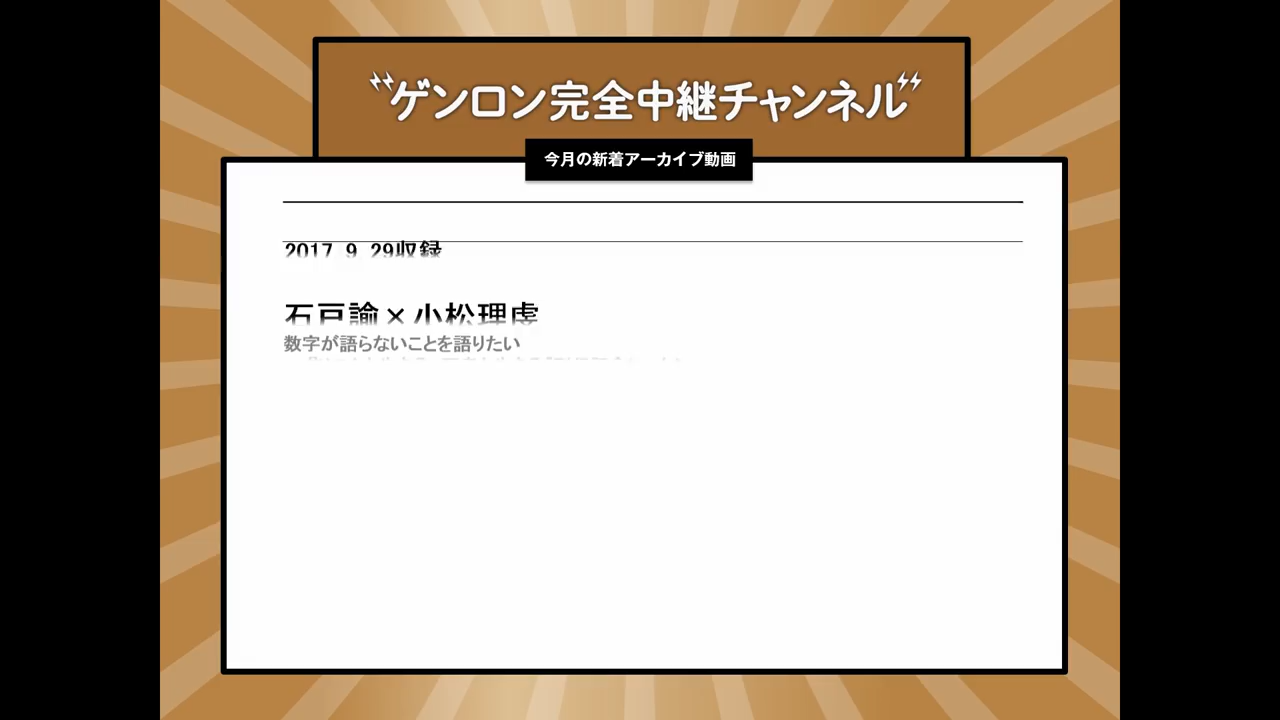 ゲンロン完全中継チャンネル
今月の新着アーカイブ動画
2017 9 29収録
石戸諭×小松理虔
数字が語らないことを語りたい